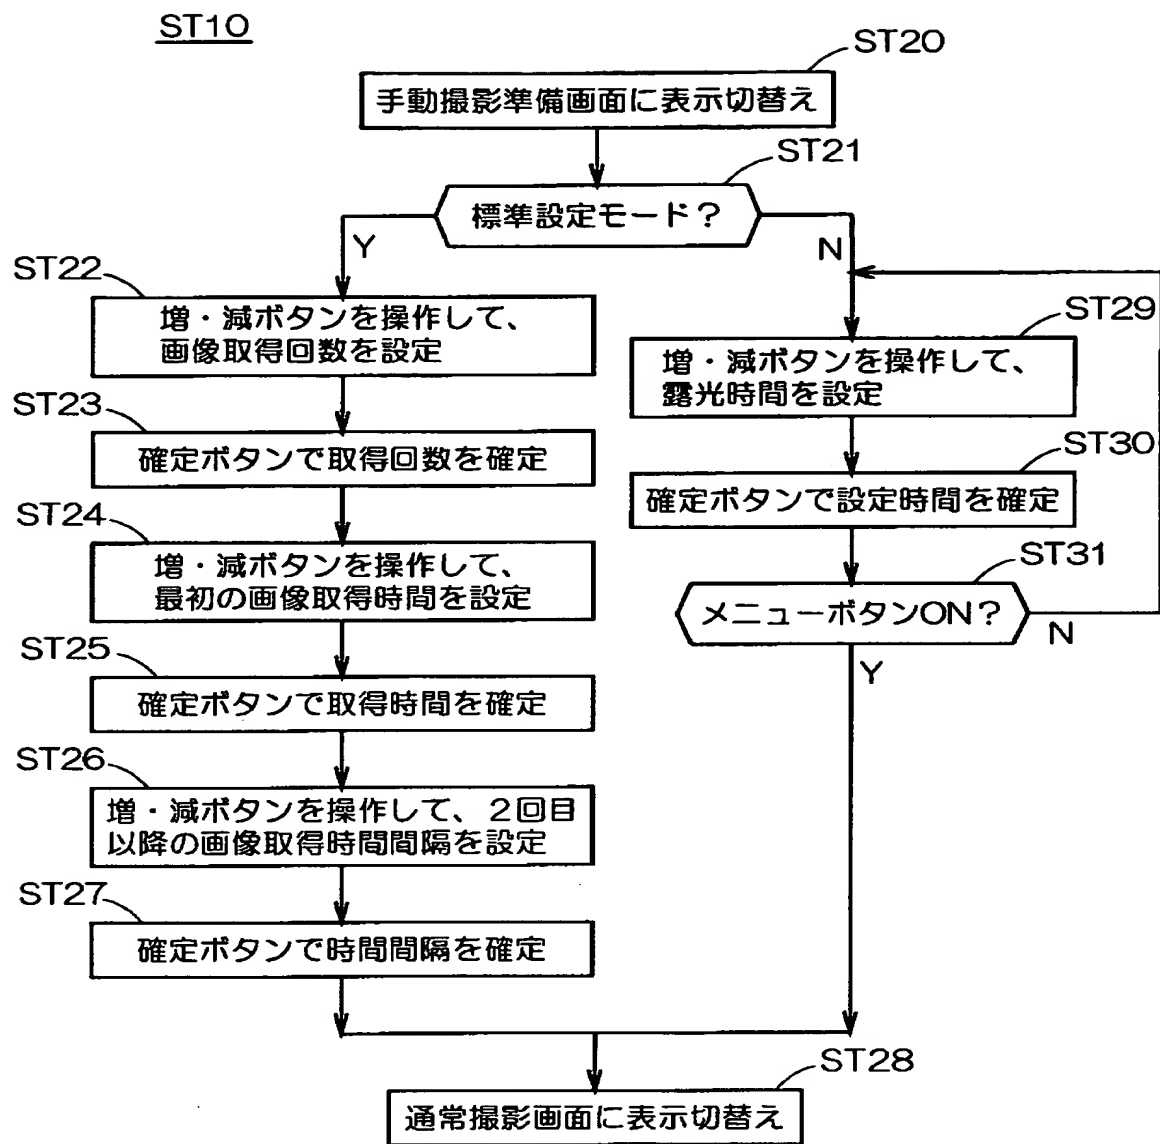 ST10
ST20
手動撮影準備画面に表示切替え
ST21
標準設定モード？
Y
N
ST22
増・減ボタンを操作して、
画像取得回数を設定
ST23
確定ボタンで取得回数を確定
ST24
増・減ボタンを操作して、
最初の画像取得時間を設定
ST25
確定ボタンで取得時間を確定
ST26
増・減ボタンを操作して、２回目
以降の画像取得時間間隔を設定
ST27
確定ボタンで時間間隔を確定
ST29
増・減ボタンを操作して、
露光時間を設定
ST30
確定ボタンで設定時間を確定
ST31
メニューボタンON？
N
Y
ST28
通常撮影画面に表示切替え